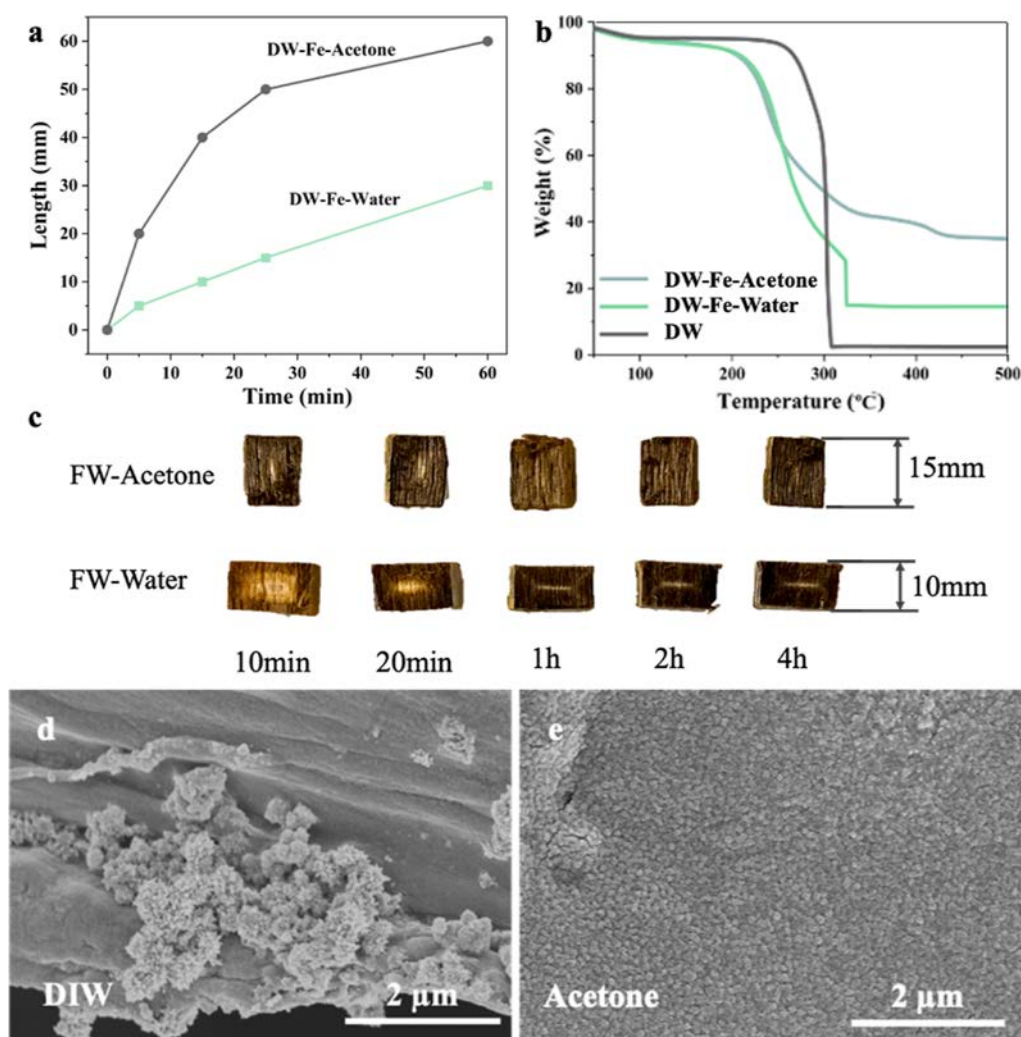 a
60
50
40
30
20
10
0
Length (mm)
DW-Fe-Acetone
DW-Fe-Water
0 10 20 30 40 50 60
Time (min)
b
100
80
60
40
20
0
Weight (%)
DW-Fe-Acetone
DW-Fe-Water
DW
100 200 300 400 500
Temperature (°C)
c
FW-Acetone
15mm
FW-Water
10mm
10min 20min 1h 2h 4h
d
DIW
2 μm
e
Acetone
2 μm